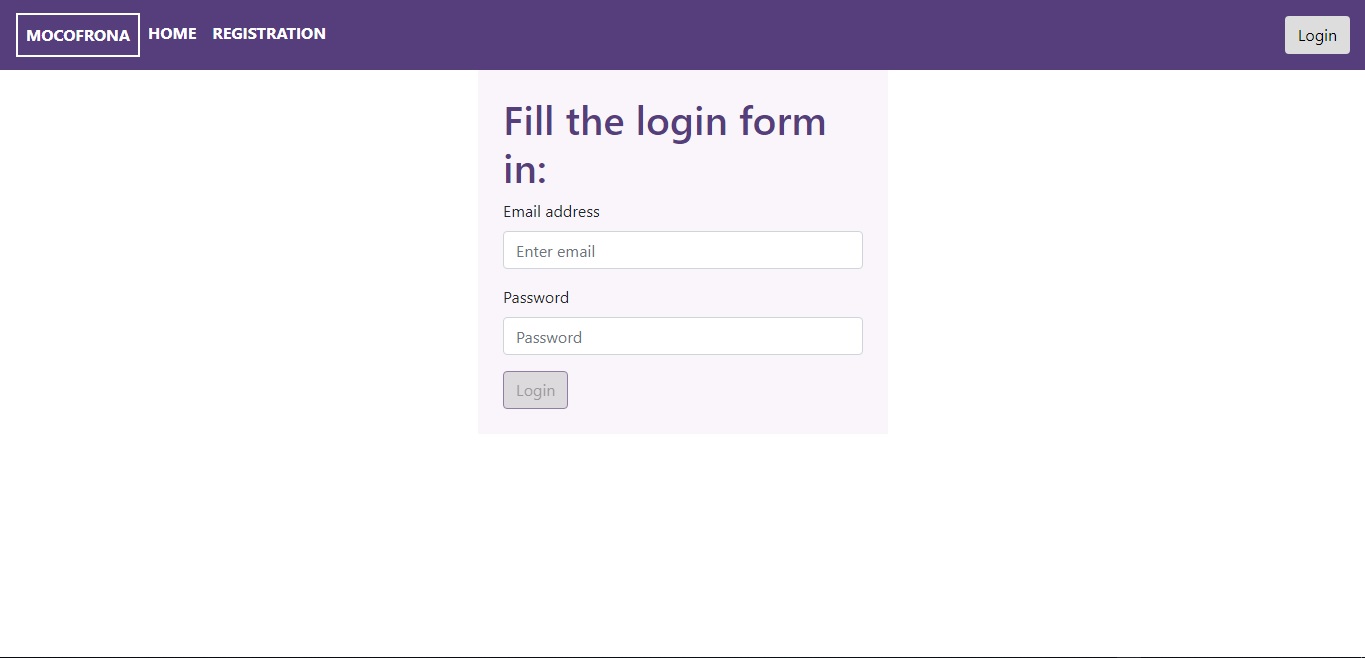 MOCOFRONA HOME REGISTRATION Login
Fill the login form
in:
Email address
Enter email
Password
Password
Login